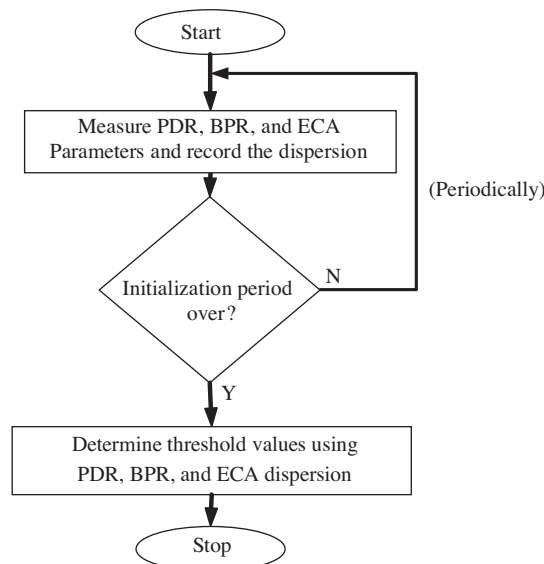 Start
Measure PDR, BPR, and ECA
Parameters and record the dispersion
(Periodically)
N
Initialization period
over?
Y
Determine threshold values using
PDR, BPR, and ECA dispersion
Stop